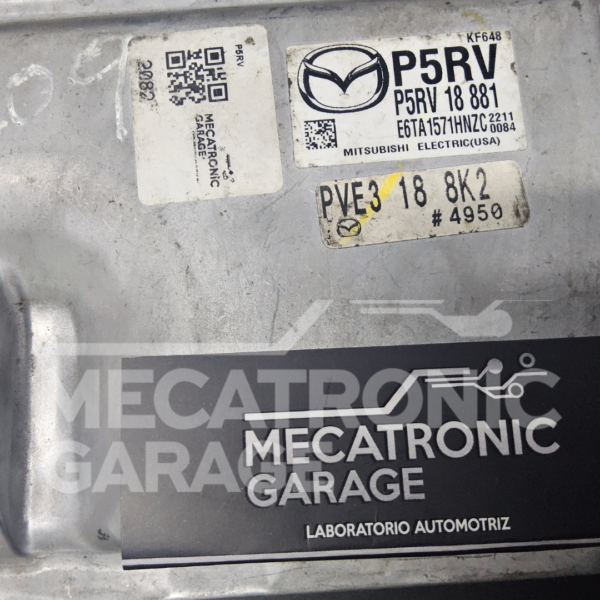 KF648
P5RV
P5RV 18 881
E6TA1571HNZC 2211
0084
MITSUBISHI ELECTRIC(USA)
PVE3 18 8K2
#4950
P5RV
2082
MECATRONIC
GARAGE
MECATRONIC
GARAGE
MECATRONIC
GARAGE
LABORATORIO AUTOMOTRIZ